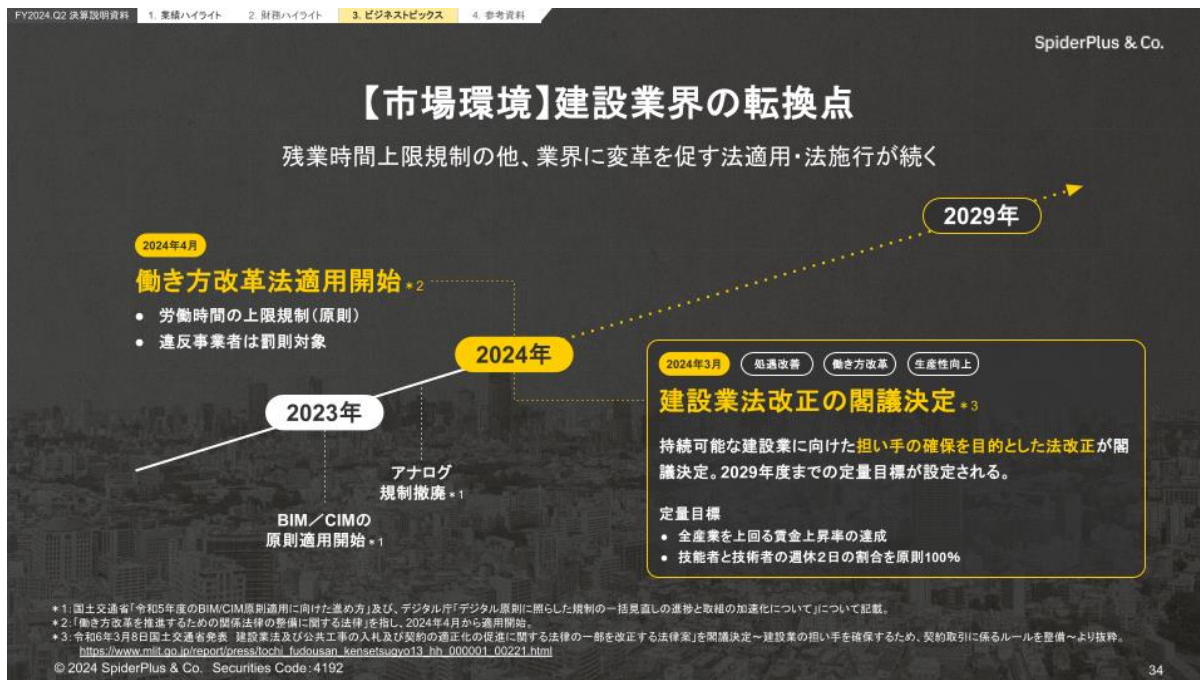 FY2024.Q2 決算説明資料 1. 業績ハイライト 2. 財務ハイライト 3. ビジネストピックス 4. 参考資料
SpiderPlus & Co.
【市場環境】建設業界の転換点
残業時間上限規制の他、業界に変革を促す法適用・法施行が続く
2029年
2024年4月
働き方改革法適用開始*2
● 労働時間の上限規制(原則)
● 違反事業者は罰則対象
2024年
2023年
アナログ
規制撤廃*1
BIM/CIMの
原則適用開始*1
2024年3月 処遇改善 働き方改革 生産性向上
建設業法改正の閣議決定*3
持続可能な建設業に向けた担い手の確保を目的とした法改正が閣
議決定。2029年度までの定量目標が設定される。
定量目標
● 全産業を上回る賃金上昇率の達成
● 技能者と技術者の週休2日の割合を原則100%
*1:国土交通省「令和5年度のBIM/CIM原則適用に向けた進め方」及び、デジタル庁「デジタル原則に照らした規制の一括見直しの進捗と取組の加速化について」について記載。
*2:「働き方改革を推進するための関係法律の整備に関する法律」を指し、2024年4月から適用開始。
*3:令和6年3月8日国土交通省発表 建設業法及び公共工事の入札及び契約の適正化の促進に関する法律の一部を改正する法律案」を閣議決定~建設業の担い手を確保するため、契約取引に係るルールを整備~より抜粋。
https://www.mlit.go.jp/report/press/tochi_fudousan_kensetsugyo13_hh_000001_00221.html
© 2024 SpiderPlus & Co. Securities Code:4192
34